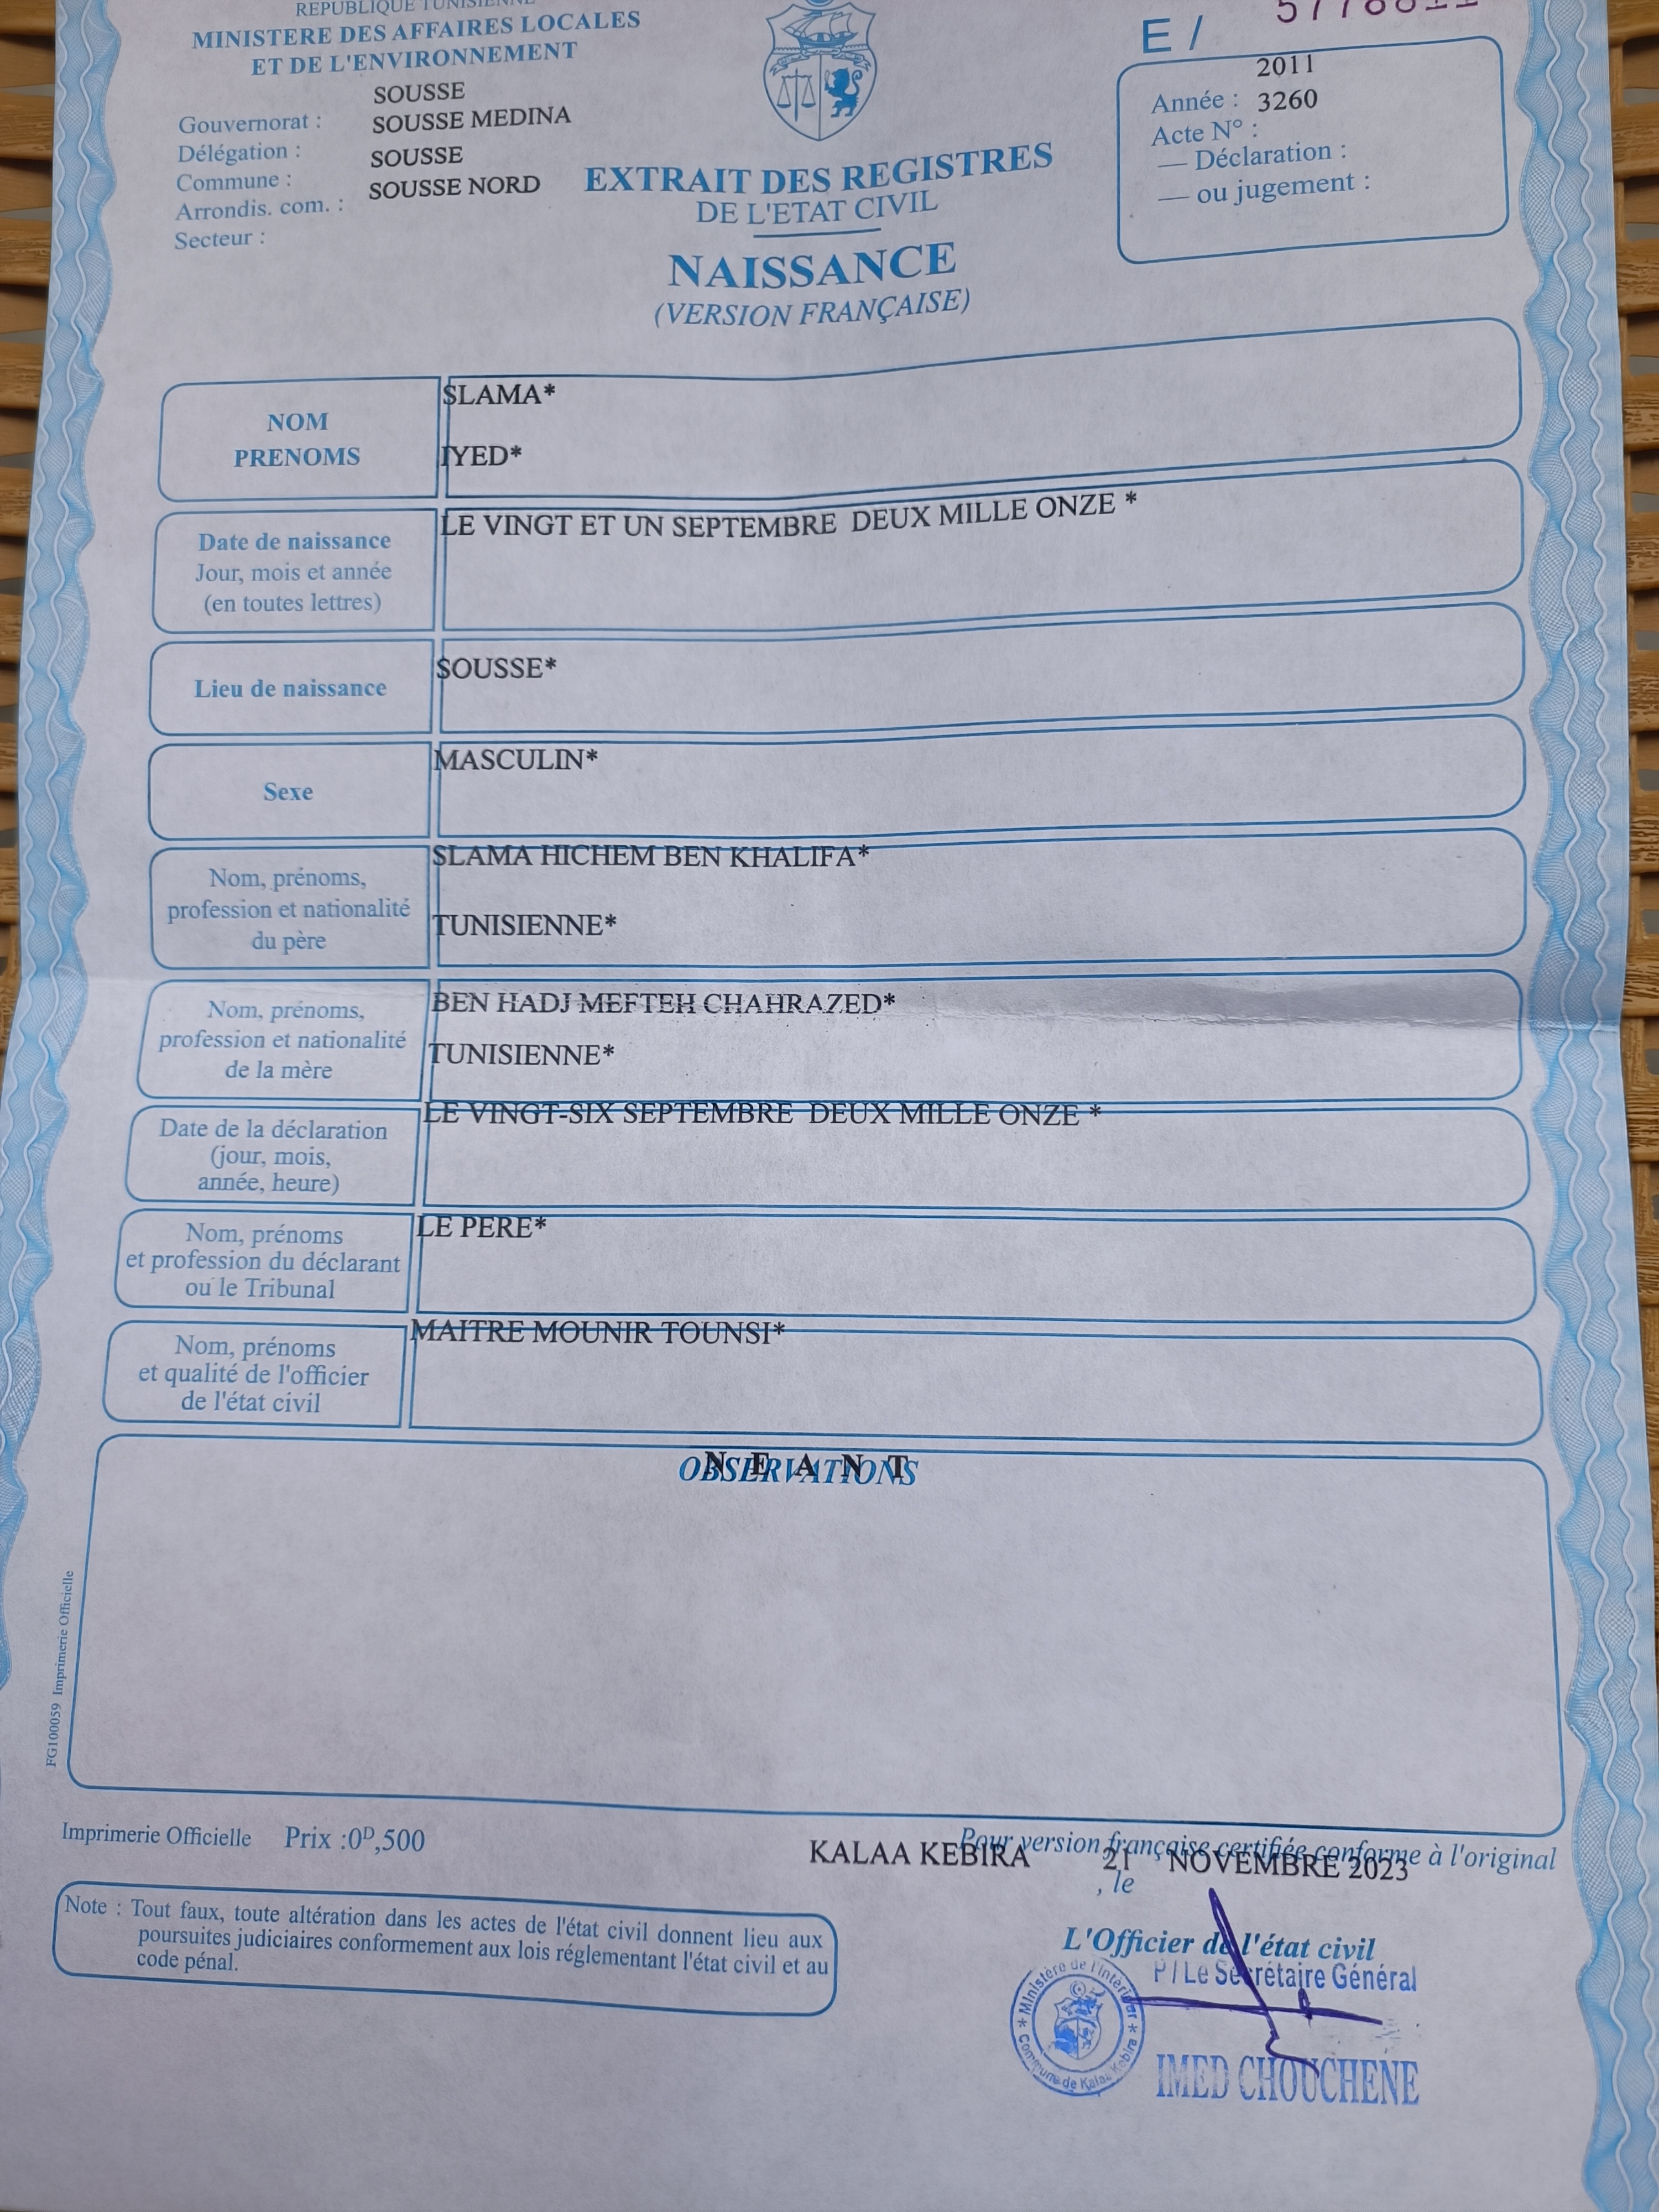 REPUBLIQUE TUNISIENNE
MINISTERE DES AFFAIRES LOCALES
ET DE L'ENVIRONNEMENT
SOUSSE
Gouvernorat : SOUSSE MEDINA
Délégation : SOUSSE
Commune : SOUSSE NORD
Arrondis. com. :
Secteur :
EXTRAIT DES REGISTRES
DE L'ETAT CIVIL
NAISSANCE
(VERSION FRANÇAISE)
E /
2011
Année : 3260
Acte N° :
— Déclaration :
— ou jugement :
NOM
PRENOMS
SLAMA*
IYED*
Date de naissance
Jour, mois et année
(en toutes lettres)
LE VINGT ET UN SEPTEMBRE DEUX MILLE ONZE *
Lieu de naissance
SOUSSE*
Sexe
MASCULIN*
Nom, prénoms,
profession et nationalité
du père
SLAMA HICHEM BEN KHALIFA*
TUNISIENNE*
Nom, prénoms,
profession et nationalité
de la mère
BEN HADJ MEFTEH CHAHRAZED*
TUNISIENNE*
Date de la déclaration
(jour, mois,
année, heure)
LE VINGT-SIX SEPTEMBRE DEUX MILLE ONZE *
Nom, prénoms
et profession du déclarant
ou le Tribunal
LE PERE*
Nom, prénoms
et qualité de l'officier
de l'état civil
MAITRE MOUNIR TOUNSI*
OBSERVATIONS
N E A N T
FG100059 Imprimerie Officielle
Imprimerie Officielle Prix :0D,500
Pour version française certifiée conforme à l'original
KALAA KEBIRA 21 NOVEMBRE 2023
, le
Note : Tout faux, toute altération dans les actes de l'état civil donnent lieu aux
poursuites judiciaires conformement aux lois réglementant l'état civil et au
code pénal.
L'Officier de l'état civil
P / Le Secrétaire Général
Ministère de l'Intérieur
Commune de Kalaa Kebira
IMED CHOUCHENE